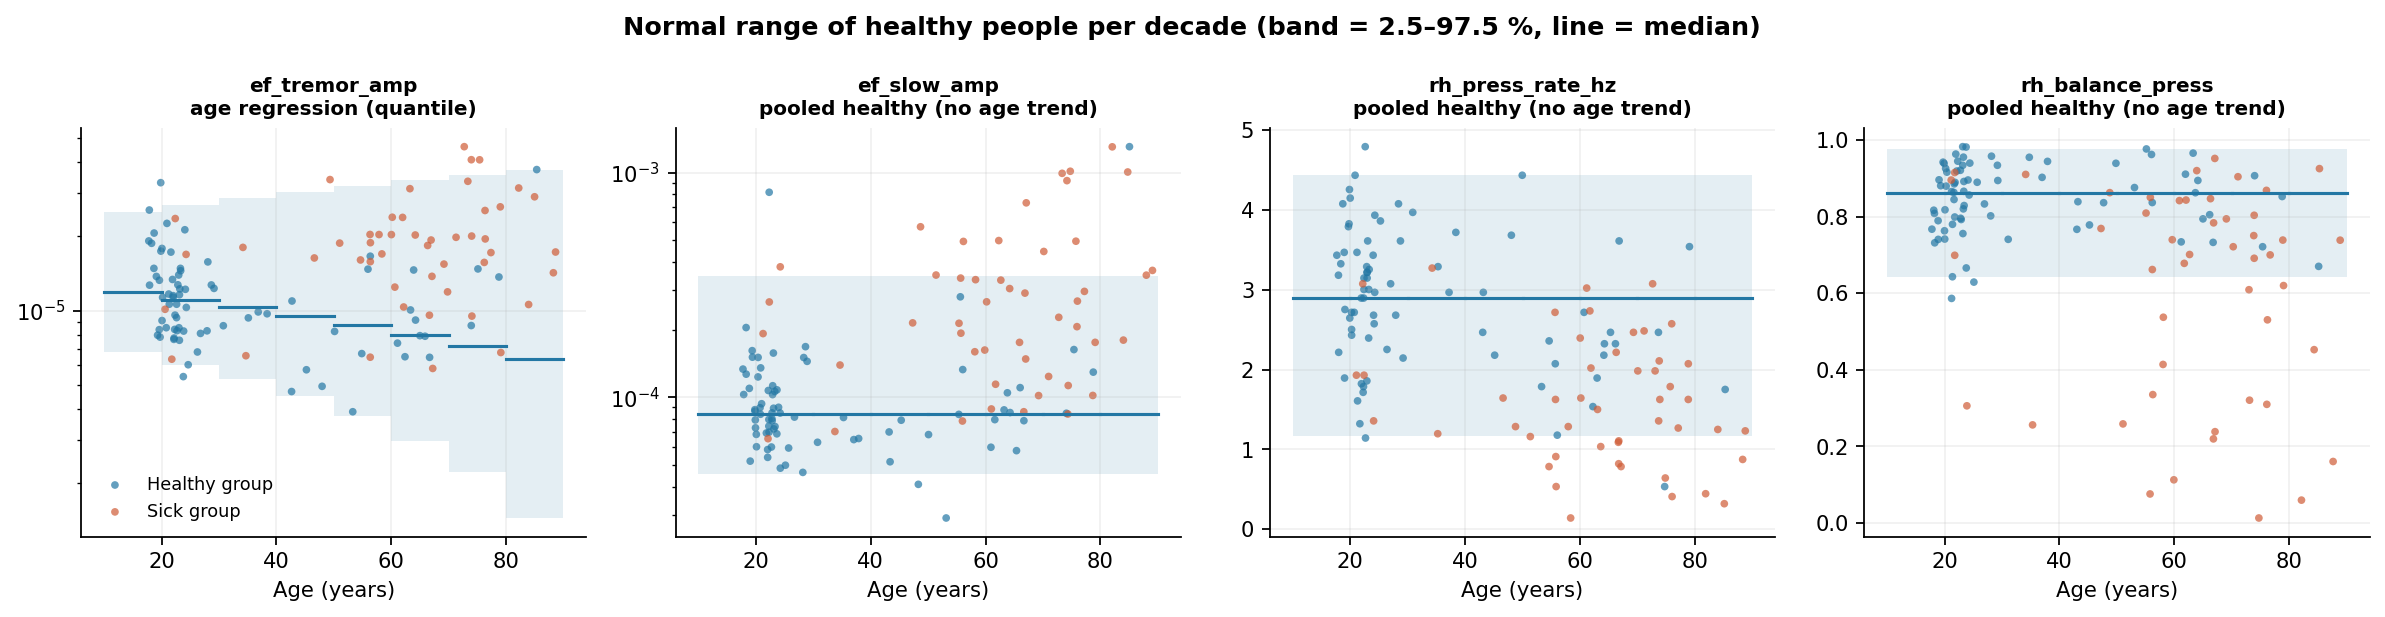 Normal range of healthy people per decade (band = 2.5–97.5 %, line = median)
ef_tremor_amp
age regression (quantile)
10⁻⁵
Healthy group
Sick group
20 40 60 80
Age (years)
ef_slow_amp
pooled healthy (no age trend)
10⁻³
10⁻⁴
20 40 60 80
Age (years)
rh_press_rate_hz
pooled healthy (no age trend)
5
4
3
2
1
0
20 40 60 80
Age (years)
rh_balance_press
pooled healthy (no age trend)
1.0
0.8
0.6
0.4
0.2
0.0
20 40 60 80
Age (years)